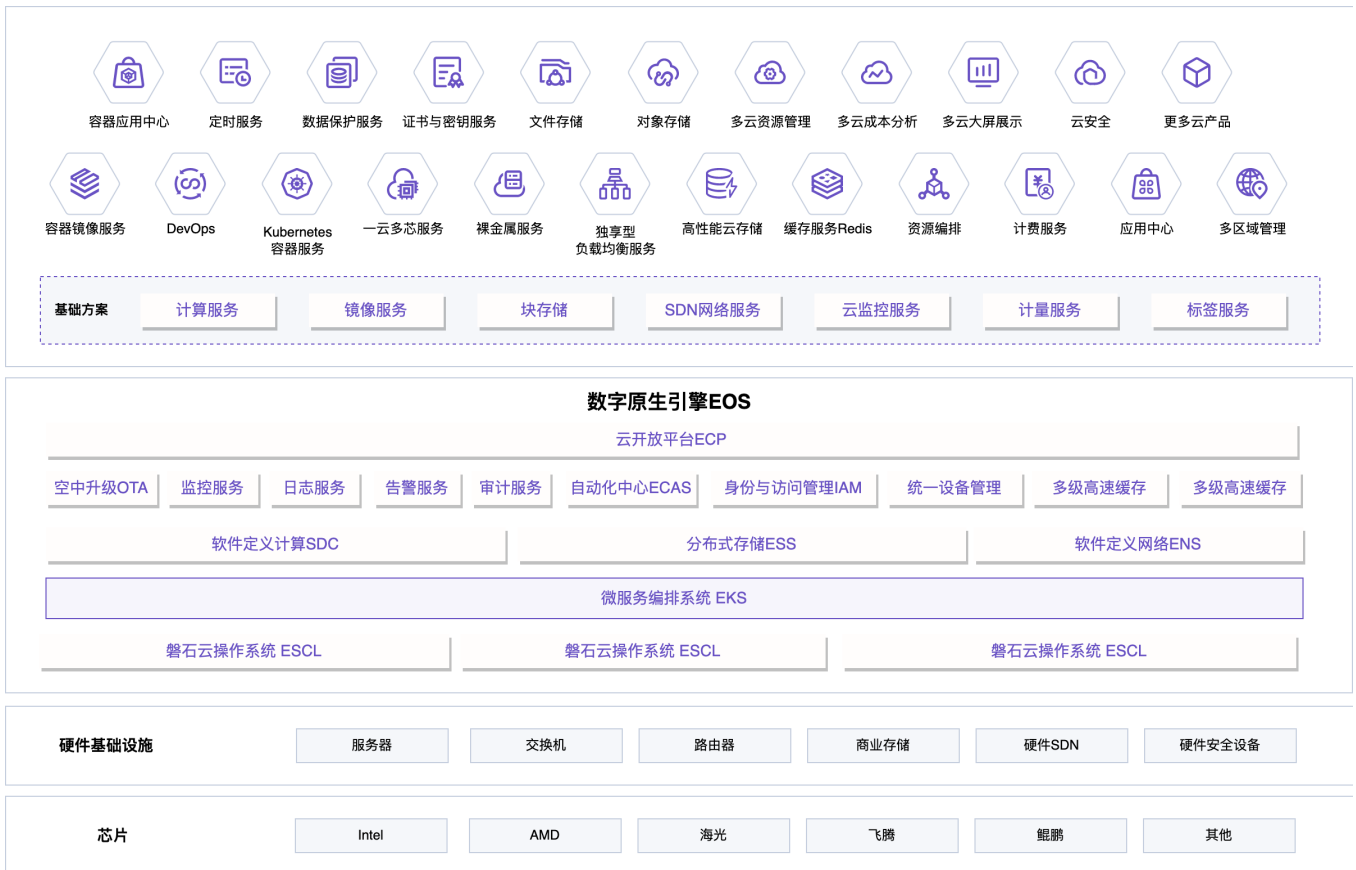 容器应用中心 定时服务 数据保护服务 证书与密钥服务 文件存储 对象存储 多云资源管理 多云成本分析 多云大屏展示 云安全 更多云产品
容器镜像服务 DevOps Kubernetes 一云多芯服务 裸金属服务 独享型 高性能云存储 缓存服务Redis 资源编排 计费服务 应用中心 多区域管理
容器服务 负载均衡服务
基础方案 计算服务 镜像服务 块存储 SDN网络服务 云监控服务 计量服务 标签服务
数字原生引擎EOS
云开放平台ECP
空中升级OTA 监控服务 日志服务 告警服务 审计服务 自动化中心ECAS 身份与访问管理IAM 统一设备管理 多级高速缓存 多级高速缓存
软件定义计算SDC 分布式存储ESS 软件定义网络ENS
微服务编排系统 EKS
磐石云操作系统 ESCL 磐石云操作系统 ESCL 磐石云操作系统 ESCL
硬件基础设施 服务器 交换机 路由器 商业存储 硬件SDN 硬件安全设备
芯片 Intel AMD 海光 飞腾 鲲鹏 其他